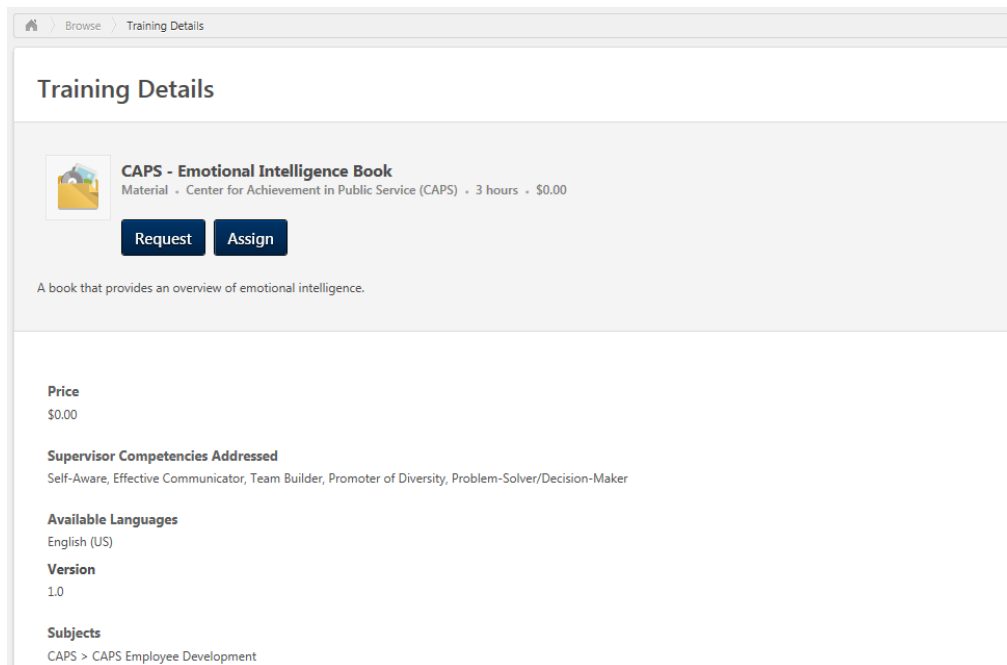 Browse Training Details
Training Details
CAPS - Emotional Intelligence Book
Material • Center for Achievement in Public Service (CAPS) • 3 hours • $0.00
Request Assign
A book that provides an overview of emotional intelligence.
Price
$0.00
Supervisor Competencies Addressed
Self-Aware, Effective Communicator, Team Builder, Promoter of Diversity, Problem-Solver/Decision-Maker
Available Languages
English (US)
Version
1.0
Subjects
CAPS > CAPS Employee Development